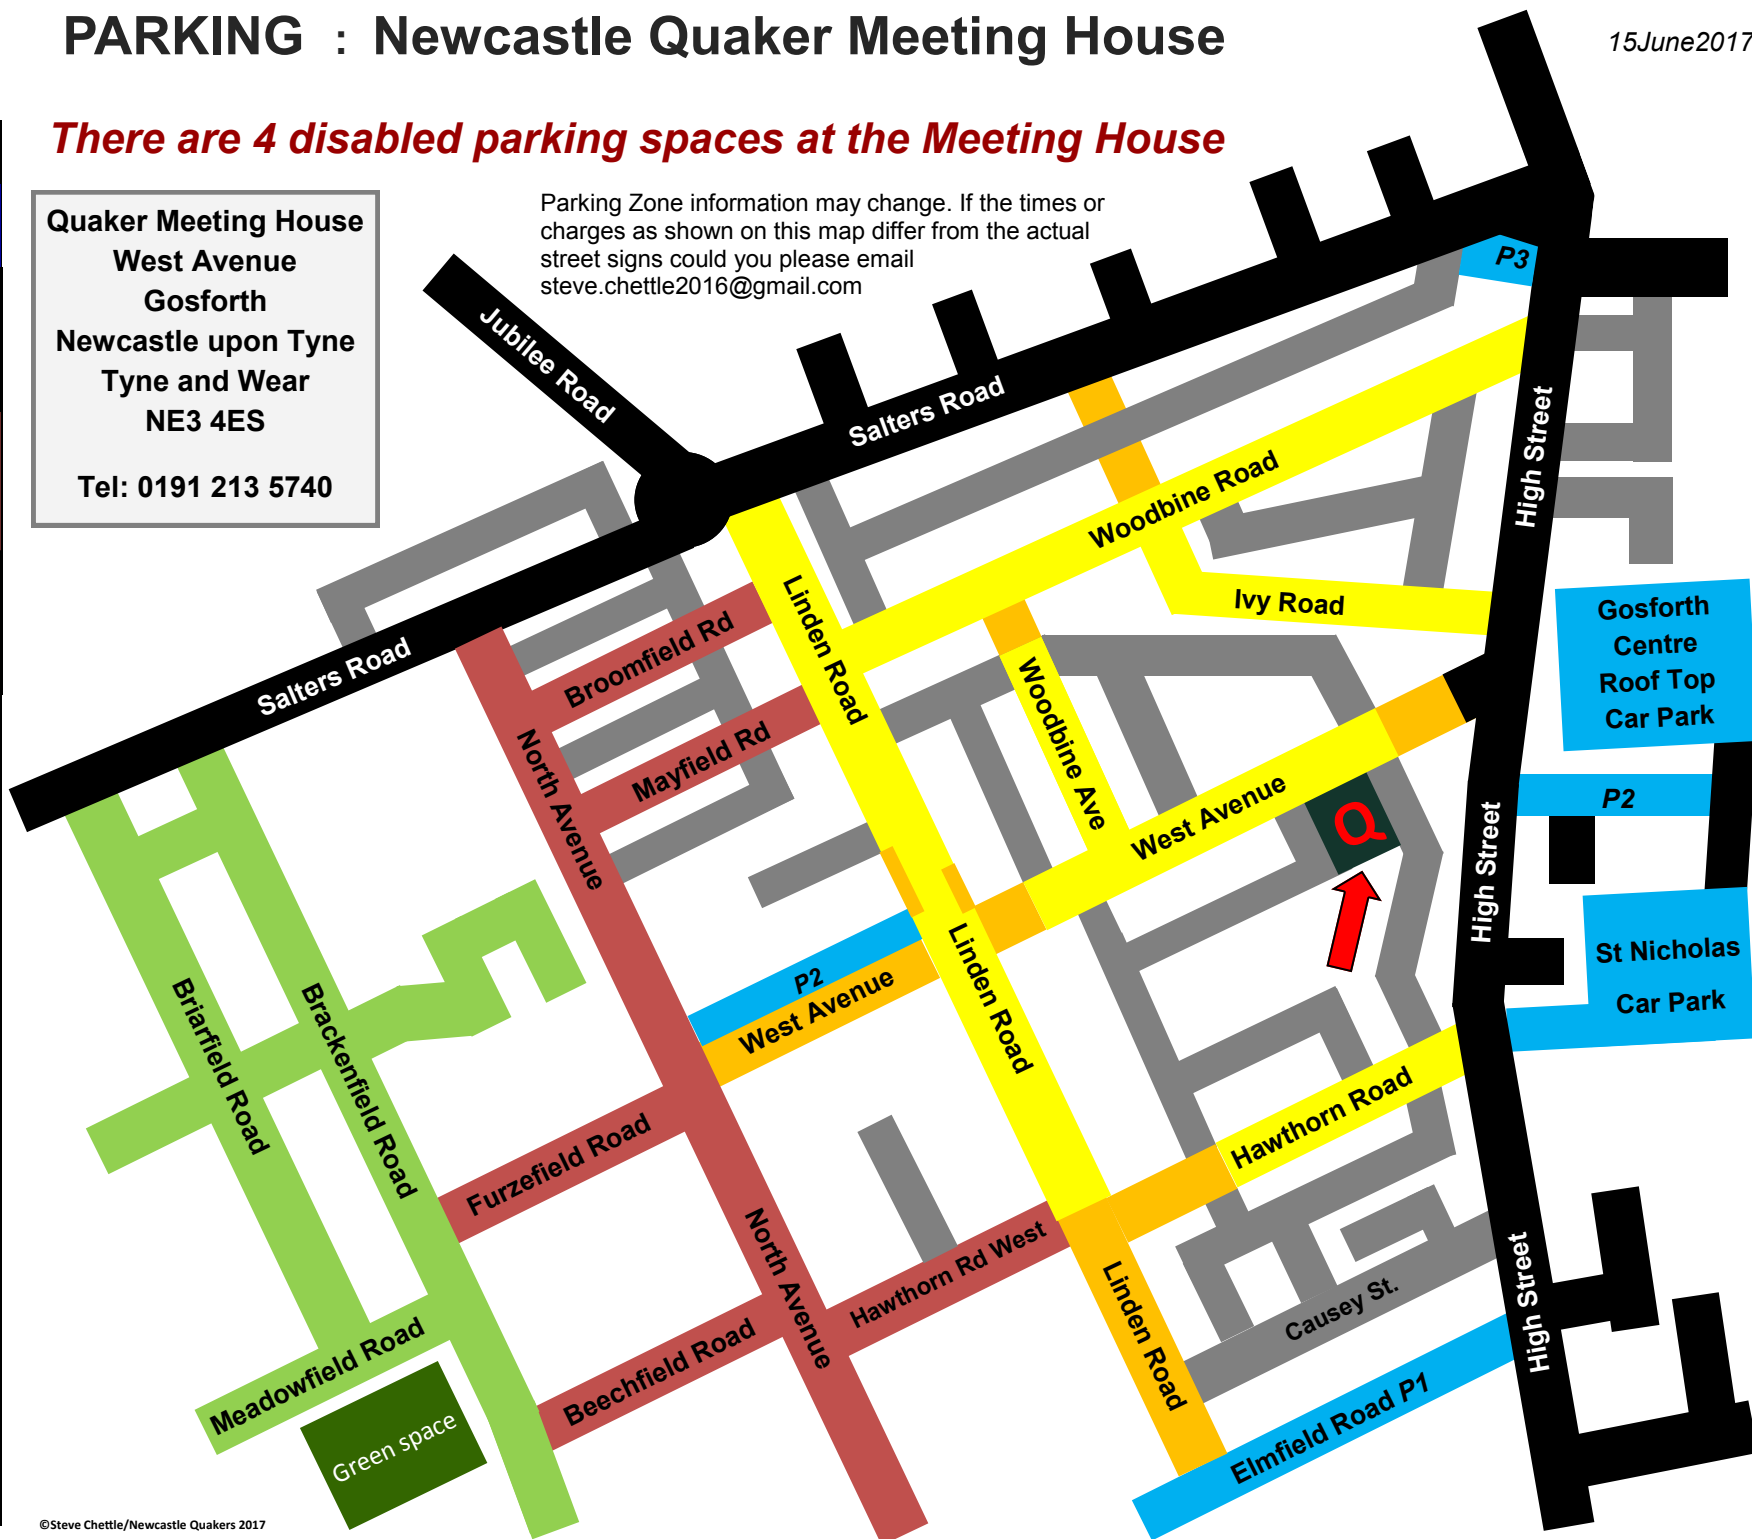 PARKING : Newcastle Quaker Meeting House
15June2017
There are 4 disabled parking spaces at the Meeting House
Quaker Meeting House
West Avenue
Gosforth
Newcastle upon Tyne
Tyne and Wear
NE3 4ES
Tel: 0191 213 5740
Parking Zone information may change. If the times or
charges as shown on this map differ from the actual
street signs could you please email
steve.chettle2016@gmail.com
P3
Jubilee Road
Salters Road
High Street
Woodbine Road
Linden Road
Ivy Road
Gosforth
Centre
Roof Top
Car Park
Broomfield Rd
Salters Road
Woodbine Ave
Mayfield Rd
North Avenue
West Avenue
Q
P2
High Street
St Nicholas
Car Park
P2
West Avenue
Linden Road
Briarfield Road
Brackenfield Road
Furzefield Road
Hawthorn Road
North Avenue
Hawthorn Rd West
Linden Road
Causey St.
High Street
Meadowfield Road
Beechfield Road
Elmfield Road P1
Green space
©Steve Chettle/Newcastle Quakers 2017